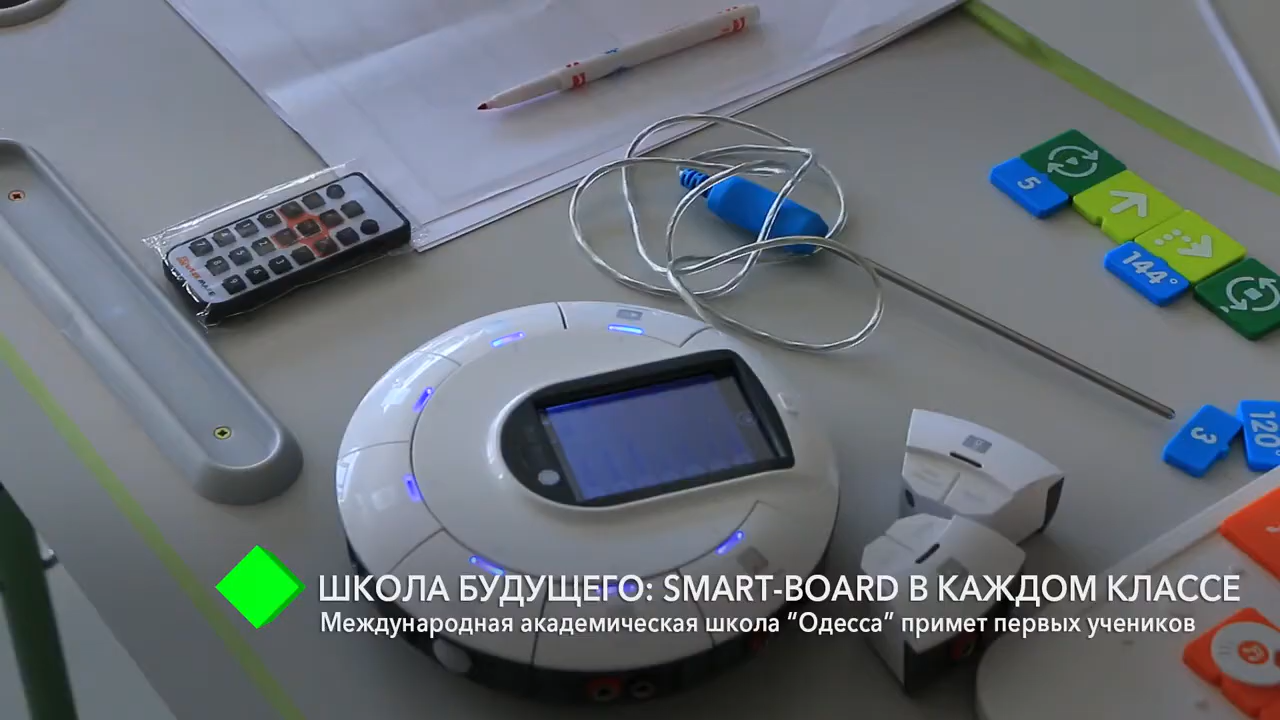 5
144°
3
120°
ШКОЛА БУДУЩЕГО: SMART-BOARD В КАЖДОМ КЛАССЕ
Международная академическая школа “Одесса” примет первых учеников